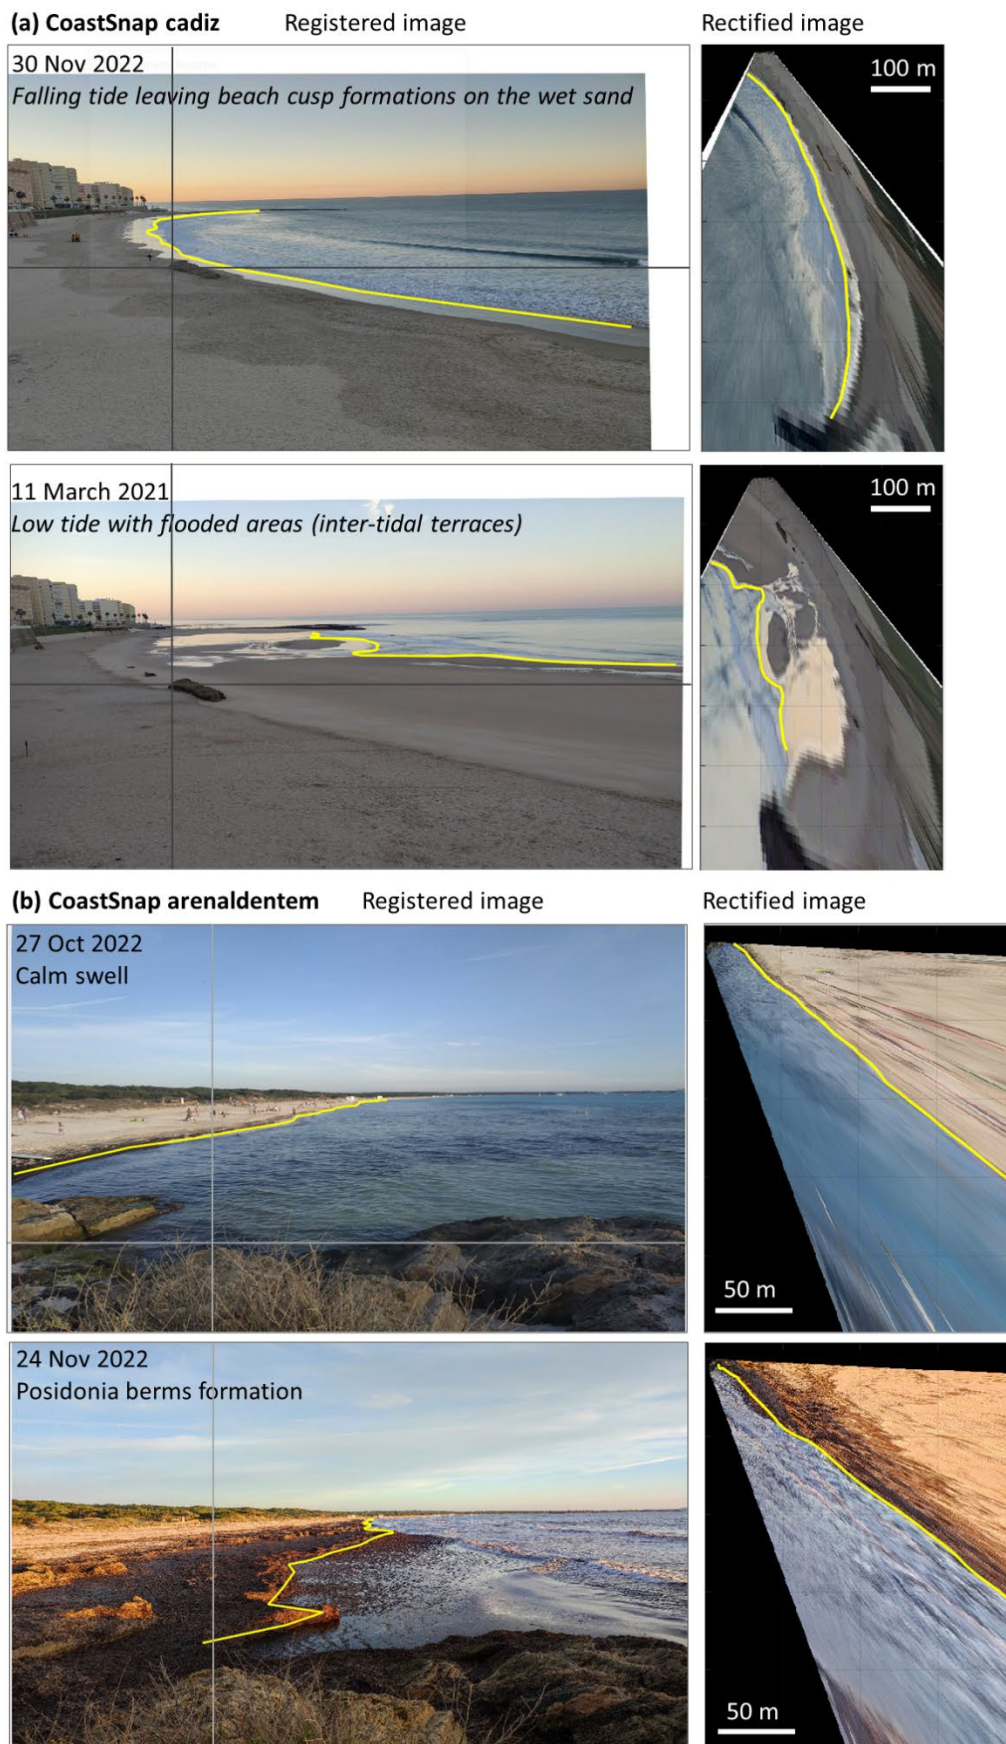 (a) CoastSnap cadiz Registered image Rectified image
30 Nov 2022
Falling tide leaving beach cusp formations on the wet sand
100 m
11 March 2021
Low tide with flooded areas (inter-tidal terraces)
100 m
(b) CoastSnap arenaldentem Registered image Rectified image
27 Oct 2022
Calm swell
50 m
24 Nov 2022
Posidonia berms formation
50 m